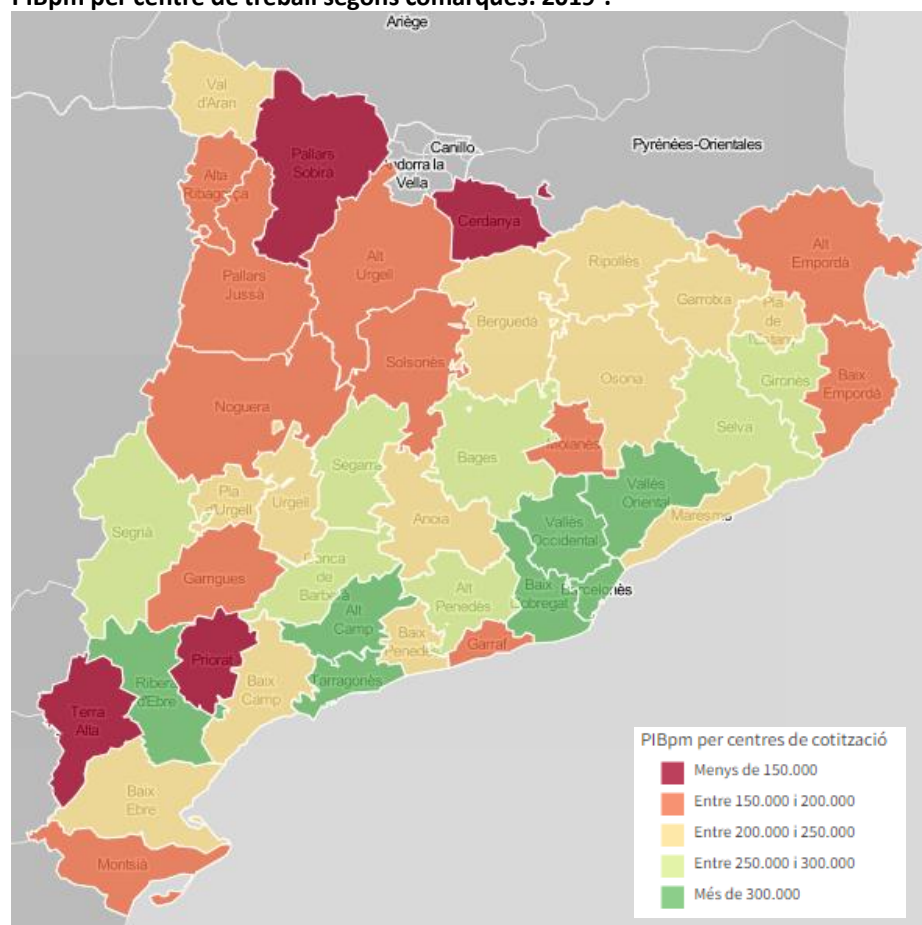 PIBpm per centre de treball segons comarques. 2019 .
Ariège
Val
d'Aran
Canillo
Pyrénées-Orientales
Pallars
Sobirà
Andorra la
Vella
Alta
Ribagorça
Cerdanya
Alt
Urgell
Alt
Empordà
Ripollès
Pallars
Jussà
Garrotxa
Pla
de
l'Estany
Berguedà
Solsonès
Osona
Gironès
Baix
Empordà
Noguera
Selva
Moianès
Segarra
Bages
Vallès
Oriental
Pla
d'Urgell
Urgell
Anoia
Maresme
Segrià
Vallès
Occidental
Garrigues
Conca
de
Barberà
Alt
Penedès
Baix
Llobregat
Barcelonès
Alt
Camp
Baix
Penedès
Garraf
Priorat
Ribera
d'Ebre
Baix
Camp
Tarragonès
Terra
Alta
Baix
Ebre
Montsià
PIBpm per centres de cotització
Menys de 150.000
Entre 150.000 i 200.000
Entre 200.000 i 250.000
Entre 250.000 i 300.000
Més de 300.000